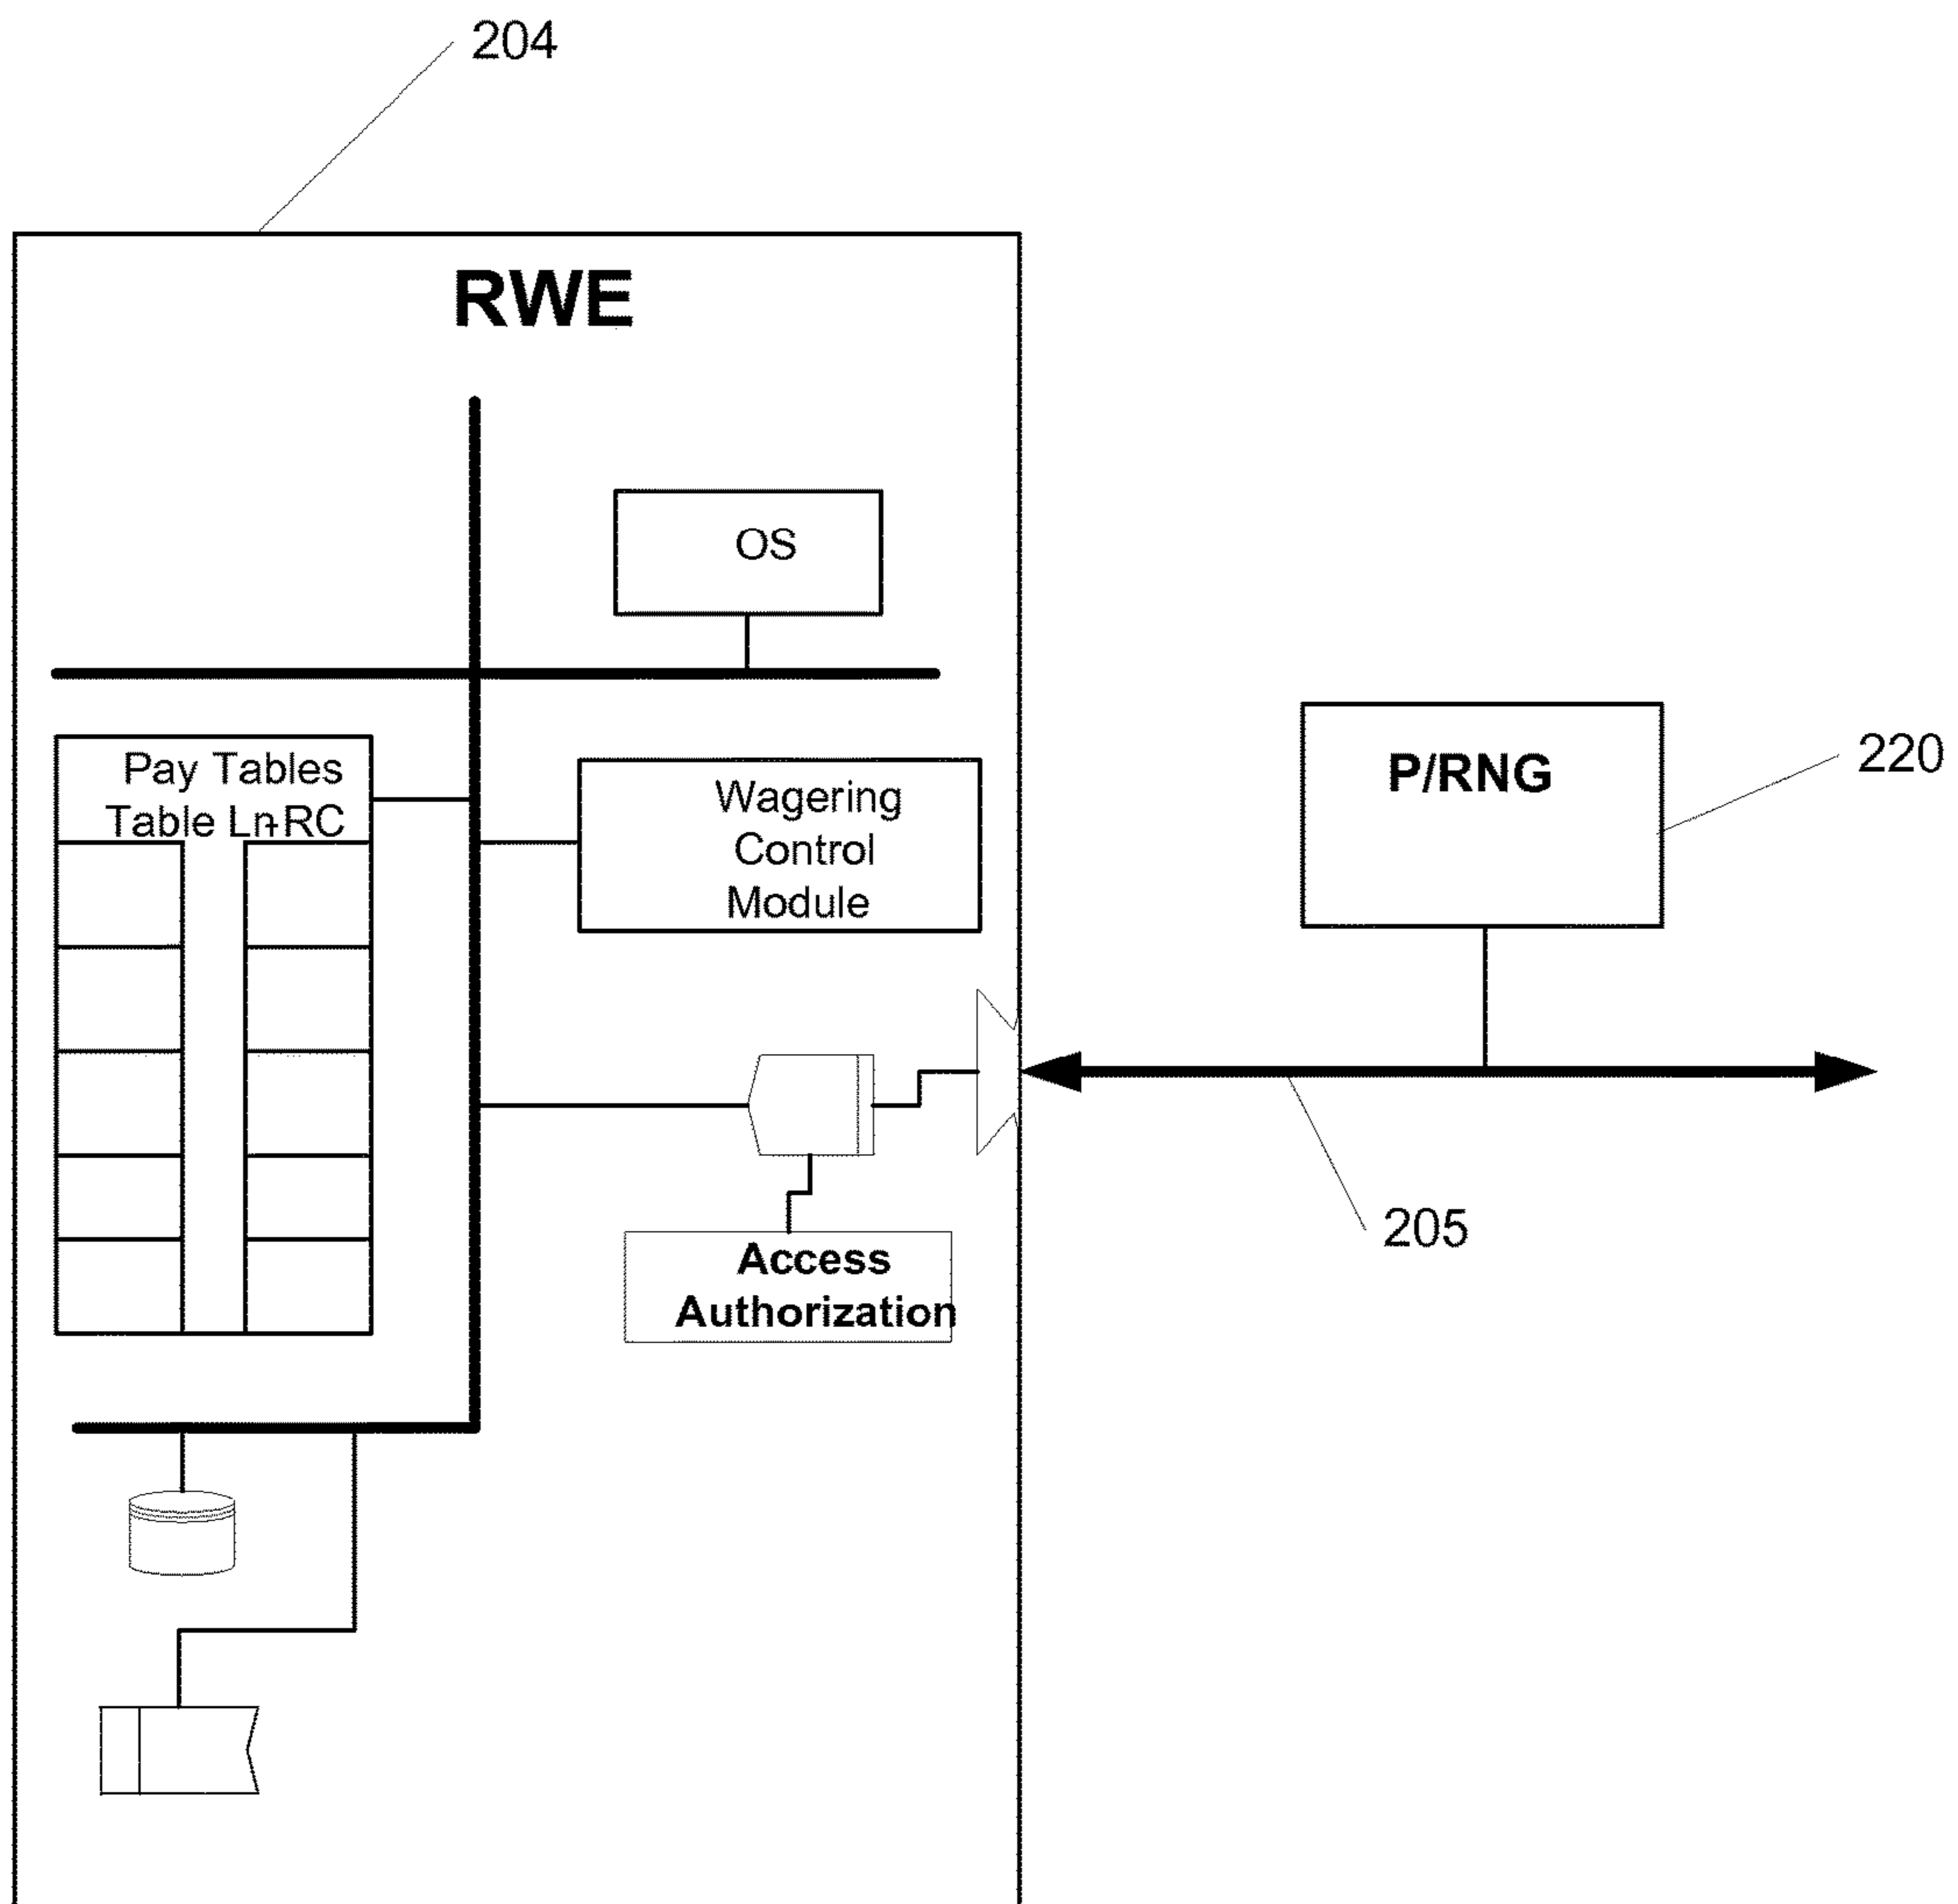 204
RWE
OS
Pay Tables
Table Ln-RC
Wagering
Control
Module
P/RNG
220
205
Access
Authorization